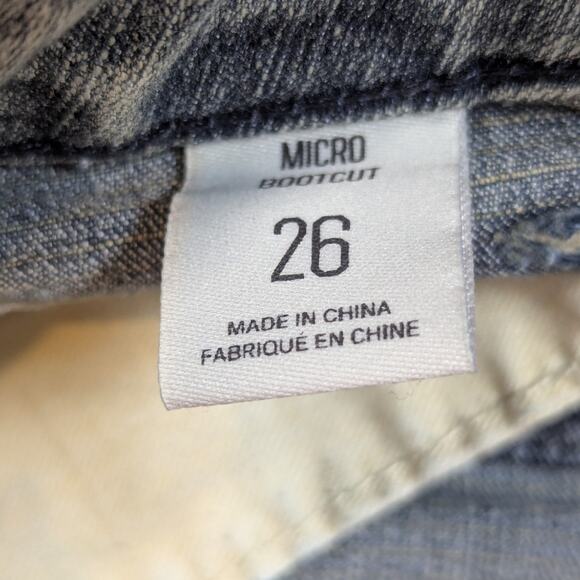 MICRO
BOOTCUT
26
MADE IN CHINA
FABRIQUÉ EN CHINE